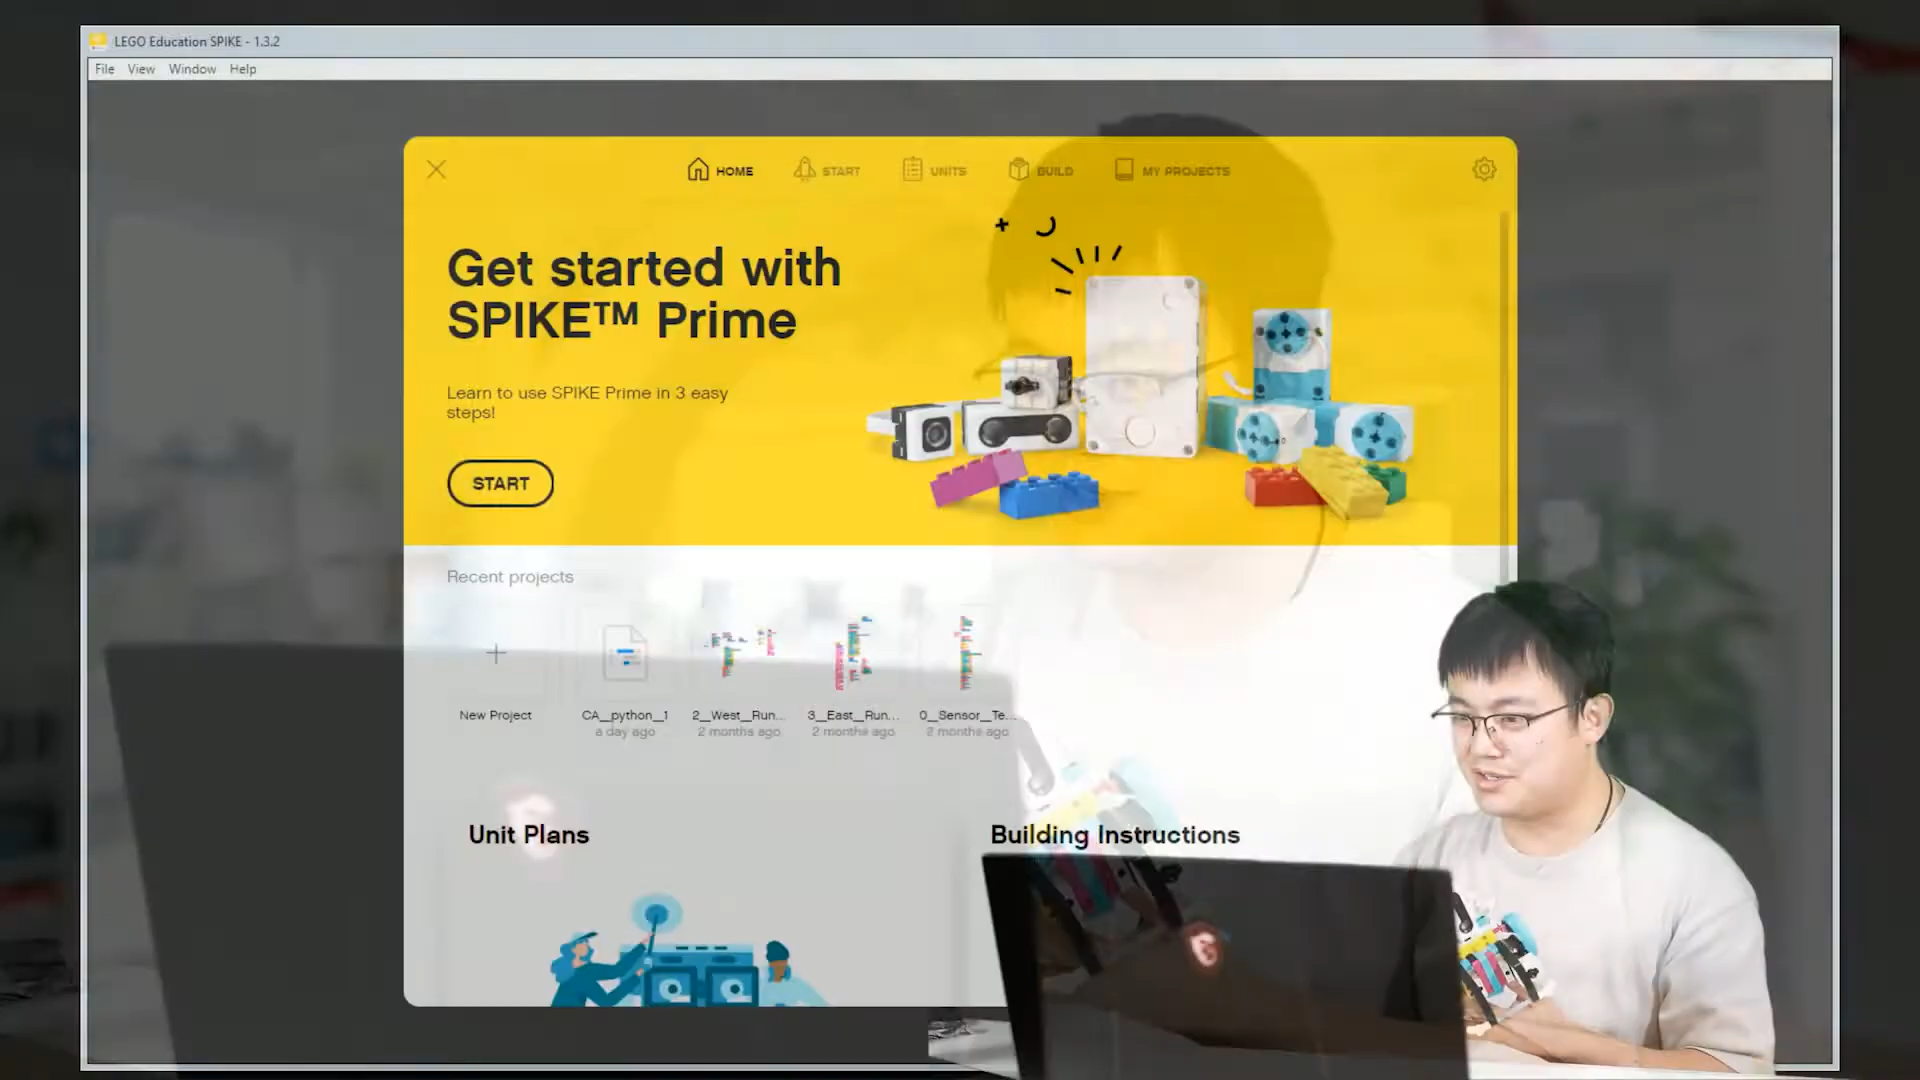 LEGO Education SPIKE - 1.3.2
File View Window Help
HOME START UNITS BUILD MY PROJECTS
Get started with
SPIKE™ Prime
Learn to use SPIKE Prime in 3 easy
steps!
START
Recent projects
New Project CA_python_1 2_West_Run... 3_East_Run... 0_Sensor_Te...
a day ago 2 months ago 2 months ago 2 months ago
Unit Plans Building Instructions